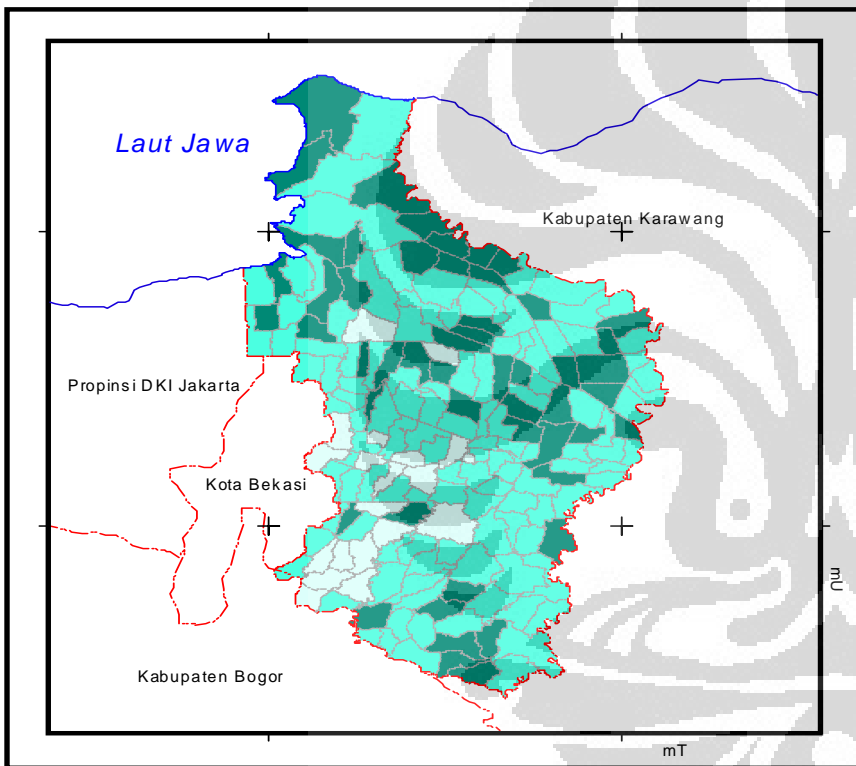 Laut Jawa
Kabupaten Karawang
Propinsi DKI Jakarta
Kota Bekasi
mU
Kabupaten Bogor
mT